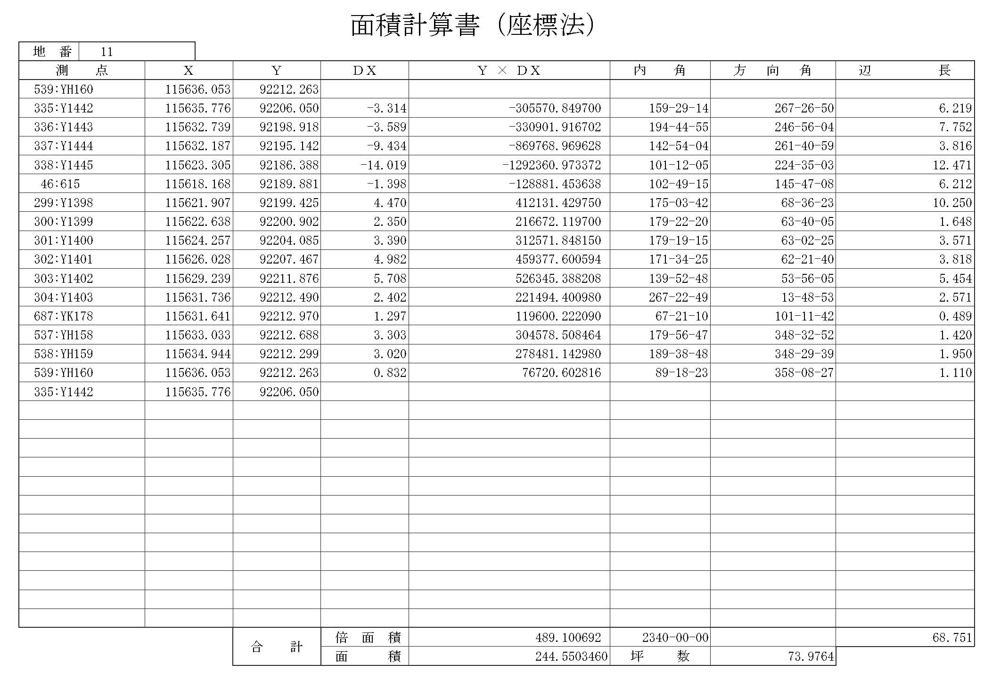 面積計算書（座標法）
地　番　11
測　点　X　Y　DX　Y × DX　内　角　方　向　角　辺　長
539:YH160　115636.053　92212.263
335:Y1442　115635.776　92206.050　-3.314　-305570.849700　159-29-14　267-26-50　6.219
336:Y1443　115632.739　92198.918　-3.589　-330901.916702　194-44-55　246-56-04　7.752
337:Y1444　115632.187　92195.142　-9.434　-869768.969628　142-54-04　261-40-59　3.816
338:Y1445　115623.305　92186.388　-14.019　-1292360.973372　101-12-05　224-35-03　12.471
46:615　115618.168　92189.881　-1.398　-128881.453638　102-49-15　145-47-08　6.212
299:Y1398　115621.907　92199.425　4.470　412131.429750　175-03-42　68-36-23　10.250
300:Y1399　115622.638　92200.902　2.350　216672.119700　179-22-20　63-40-05　1.648
301:Y1400　115624.257　92204.085　3.390　312571.848150　179-19-15　63-02-25　3.571
302:Y1401　115626.028　92207.467　4.982　459377.600594　171-34-25　62-21-40　3.818
303:Y1402　115629.239　92211.876　5.708　526345.388208　139-52-48　53-56-05　5.454
304:Y1403　115631.736　92212.490　2.402　221494.400980　267-22-49　13-48-53　2.571
687:YK178　115631.641　92212.970　1.297　119600.222090　67-21-10　101-11-42　0.489
537:YH158　115633.033　92212.688　3.303　304578.508464　179-56-47　348-32-52　1.420
538:YH159　115634.944　92212.299　3.020　278481.142980　189-38-48　348-29-39　1.950
539:YH160　115636.053　92212.263　0.832　76720.602816　89-18-23　358-08-27　1.110
335:Y1442　115635.776　92206.050
合　計　倍　面　積　489.100692　2340-00-00　68.751
面　積　244.5503460　坪　数　73.9764